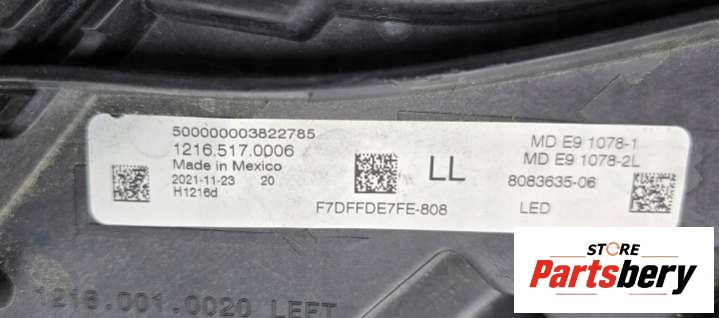 500000003822785
1216.517.0006
Made in Mexico
2021-11-23 20
H1216d
LL
F7DFFDE7FE-808
MD E9 1078-1
MD E9 1078-2L
8083635-06
LED
1216.001.0020 LEFT
STORE
Partsbery